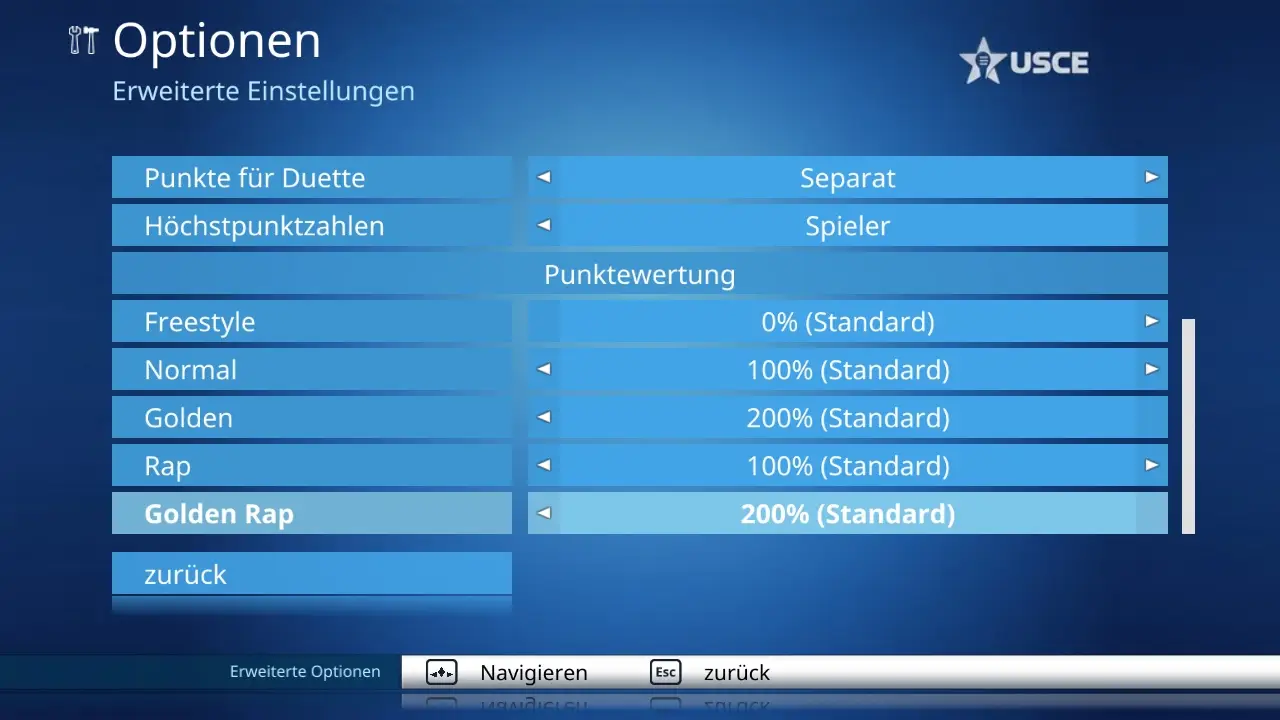 Optionen
USCE
Erweiterte Einstellungen
Punkte für Duette Separat
Höchstpunktzahlen Spieler
Punktewertung
Freestyle 0% (Standard)
Normal 100% (Standard)
Golden 200% (Standard)
Rap 100% (Standard)
Golden Rap 200% (Standard)
zurück
Erweiterte Optionen Navigieren Esc zurück